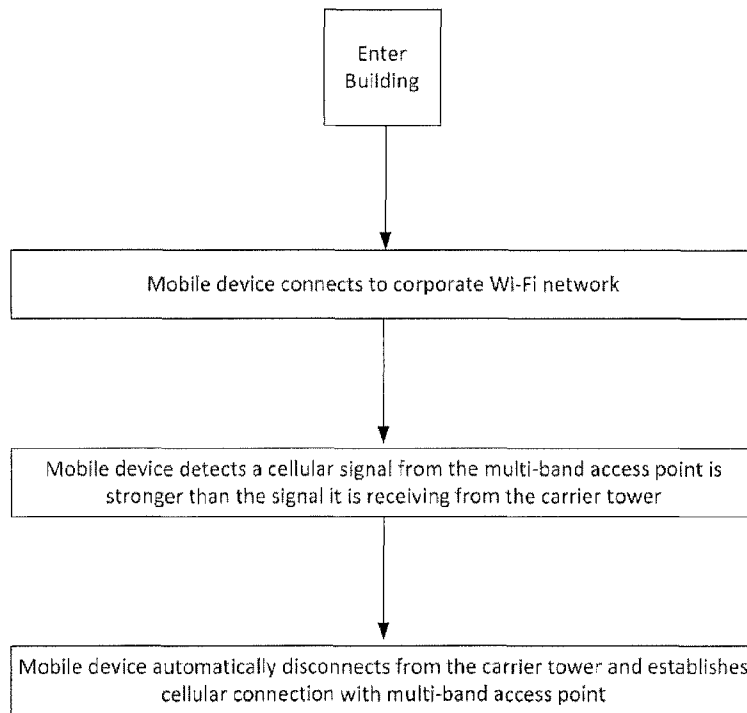 Enter
Building
Mobile device connects to corporate Wi-Fi network
Mobile device detects a cellular signal from the multi-band access point is
stronger than the signal it is receiving from the carrier tower
Mobile device automatically disconnects from the carrier tower and establishes
cellular connection with multi-band access point